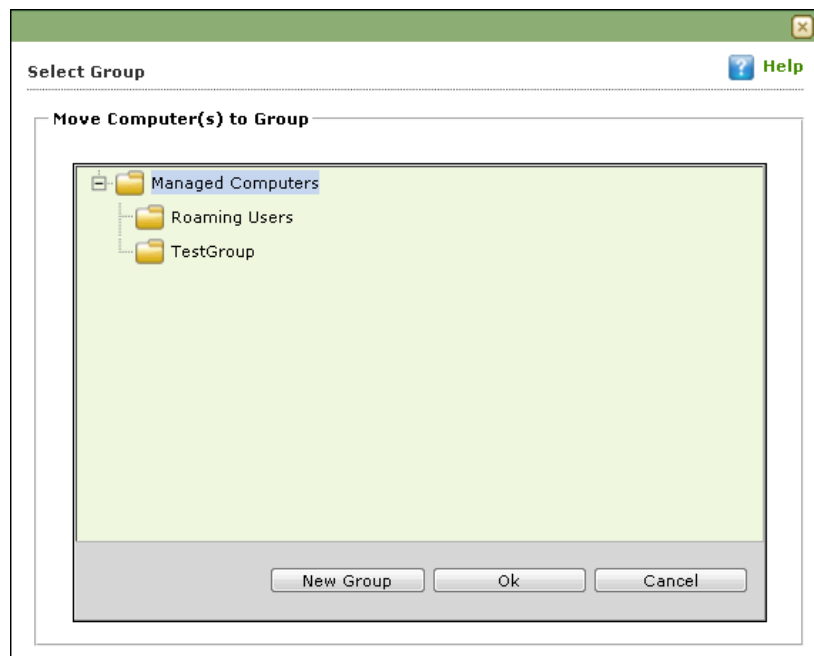 Select Group
Help
Move Computer(s) to Group
Managed Computers
Roaming Users
TestGroup
New Group
Ok
Cancel